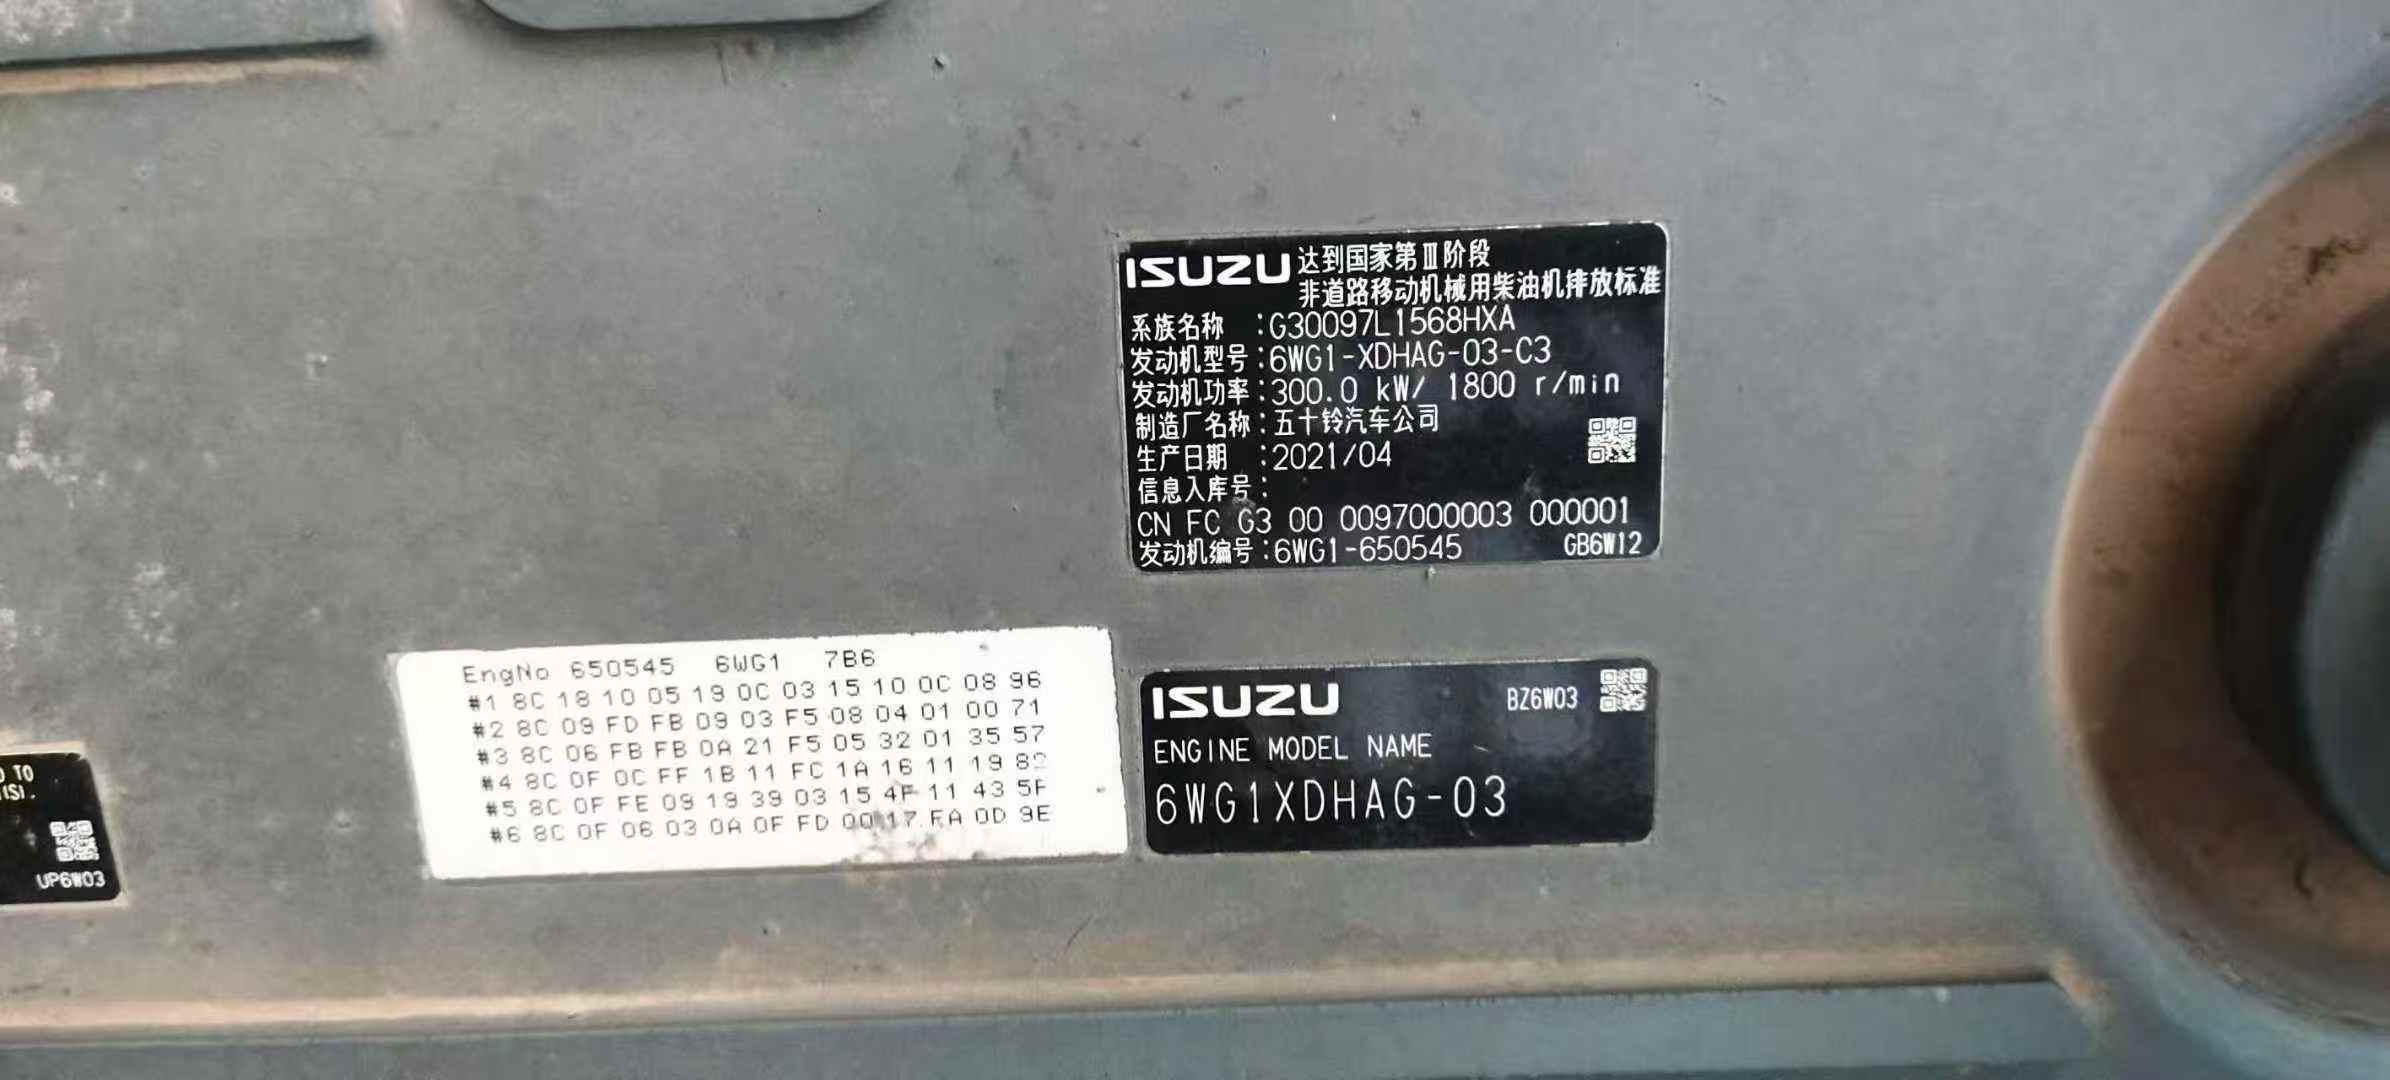 ISUZU 达到国家第Ⅲ阶段
非道路移动机械用柴油机排放标准
系族名称 :G30097L1568HXA
发动机型号:6WG1-XDHAG-03-C3
发动机功率:300.0 kW/ 1800 r/min
制造厂名称:五十铃汽车公司
生产日期 :2021/04
信息入库号:
CN FC G3 00 0097000003 000001
发动机编号:6WG1-650545 GB6W12
EngNo 650545 6WG1 7B6
#1 8C 18 10 05 19 0C 03 15 10 0C 08 96
#2 8C 09 FD FB 09 03 F5 08 04 01 00 71
#3 8C 06 FB FB 0A 21 F5 05 32 01 35 57
#4 8C 0F 0C FF 1B 11 FC 1A 16 11 19
#5 8C 0F FE 09 19 39 03 15 4F 11 43 5F
#6 8C 0F 06 03 0A 0F FD 00 17 FA 0D 9E
ISUZU BZ6W03
ENGINE MODEL NAME
6WG1XDHAG-03
TO
UP6W03